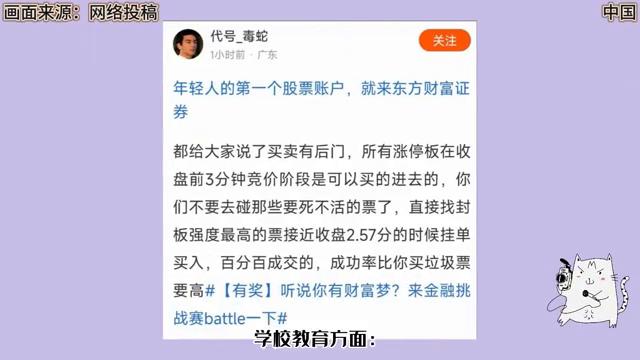 画面来源：网络投稿
中国
代号_毒蛇
1小时前·广东
关注
年轻人的第一个股票账户，就来东方财富证
券
都给大家说了买卖有后门，所有涨停板在收
盘前3分钟竞价阶段是可以买的进去的，你
们不要去碰那些要死不活的票了，直接找封
板强度最高的票接近收盘2.57分的时候挂单
买入，百分百成交的，成功率比你买垃圾票
要高#【有奖】听说你有财富梦？来金融挑
战赛battle一下#
学校教育方面：